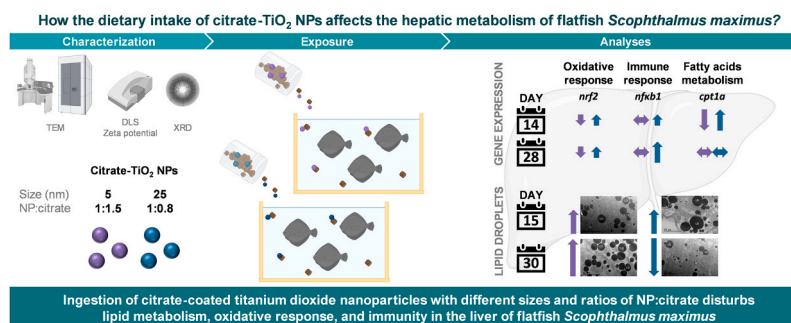 How the dietary intake of citrate-TiO₂ NPs affects the hepatic metabolism of flatfish Scophthalmus maximus?
Characterization
Exposure
Analyses
TEM
DLS
Zeta potential
XRD
Citrate-TiO₂ NPs
Size (nm) 5 25
NP:citrate 1:1.5 1:0.8
GENE EXPRESSION
Oxidative response
Immune response
Fatty acids metabolism
DAY nrf2 nfκb1 cpt1a
14
28
LIPID DROPLETS
DAY
15
30
Ingestion of citrate-coated titanium dioxide nanoparticles with different sizes and ratios of NP:citrate disturbs
lipid metabolism, oxidative response, and immunity in the liver of flatfish Scophthalmus maximus